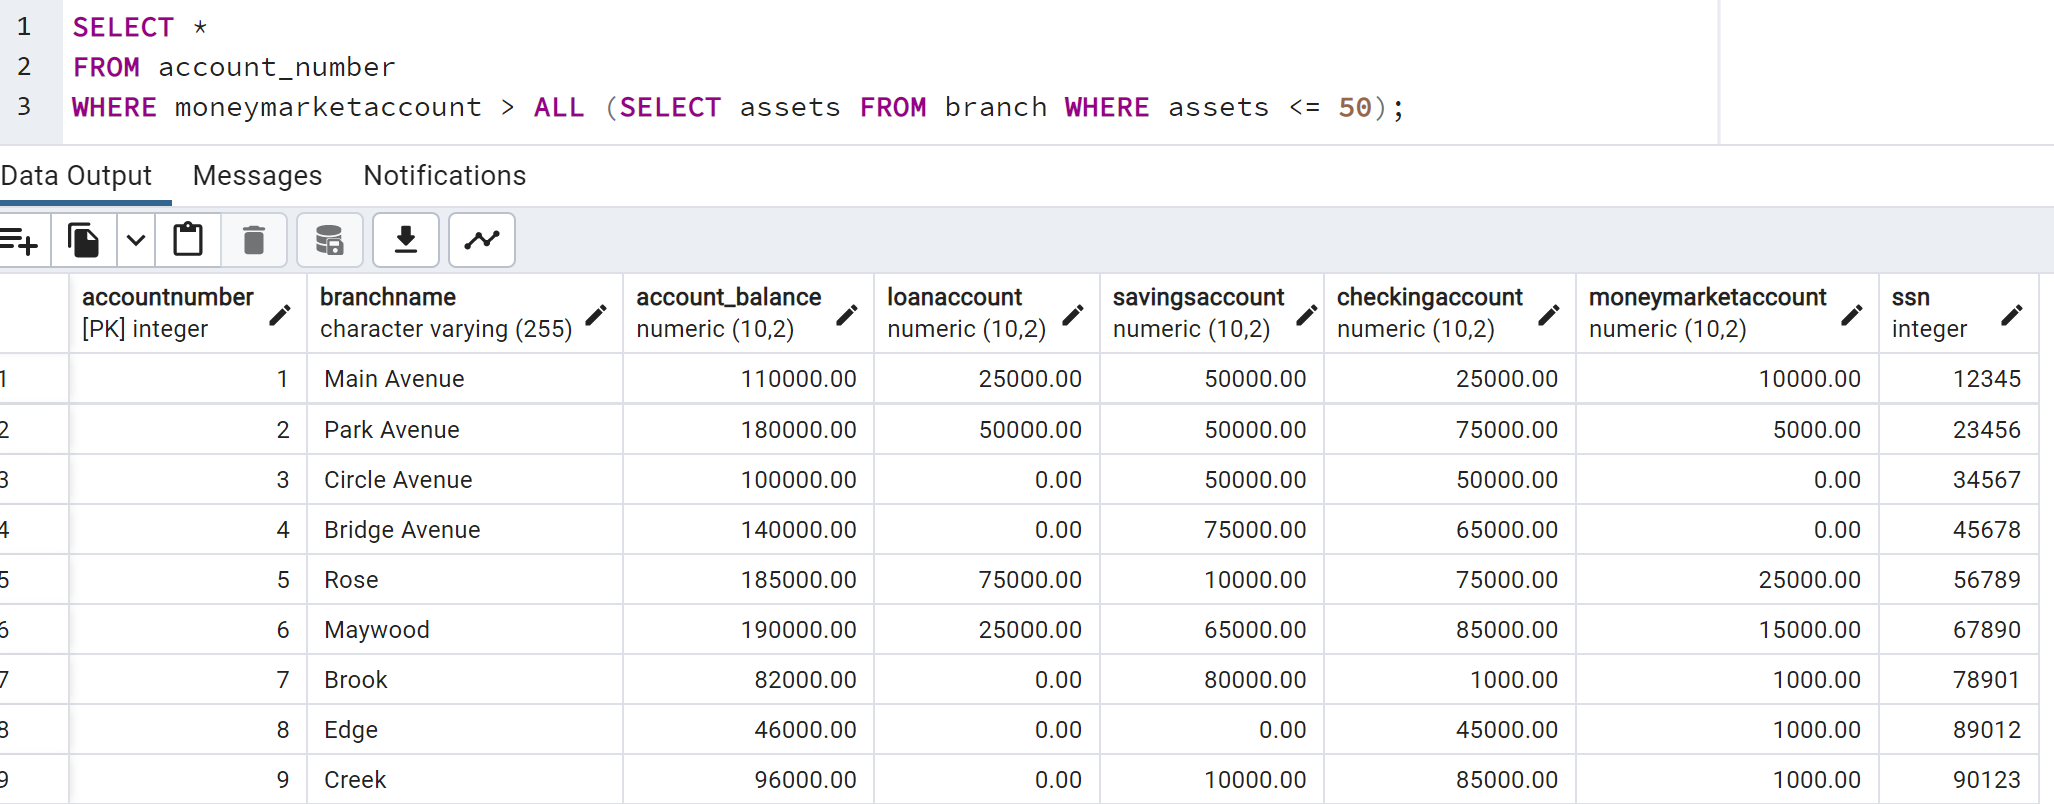 1 SELECT *
2 FROM account_number
3 WHERE moneymarketaccount > ALL (SELECT assets FROM branch WHERE assets <= 50);
Data Output Messages Notifications
accountnumber branchname account_balance loanaccount savingsaccount checkingaccount moneymarketaccount ssn
[PK] integer character varying (255) numeric (10,2) numeric (10,2) numeric (10,2) numeric (10,2) numeric (10,2) integer
1 1 Main Avenue 110000.00 25000.00 50000.00 25000.00 10000.00 12345
2 2 Park Avenue 180000.00 50000.00 50000.00 75000.00 5000.00 23456
3 3 Circle Avenue 100000.00 0.00 50000.00 50000.00 0.00 34567
4 4 Bridge Avenue 140000.00 0.00 75000.00 65000.00 0.00 45678
5 5 Rose 185000.00 75000.00 10000.00 75000.00 25000.00 56789
6 6 Maywood 190000.00 25000.00 65000.00 85000.00 15000.00 67890
7 7 Brook 82000.00 0.00 80000.00 1000.00 1000.00 78901
8 8 Edge 46000.00 0.00 0.00 45000.00 1000.00 89012
9 9 Creek 96000.00 0.00 10000.00 85000.00 1000.00 90123